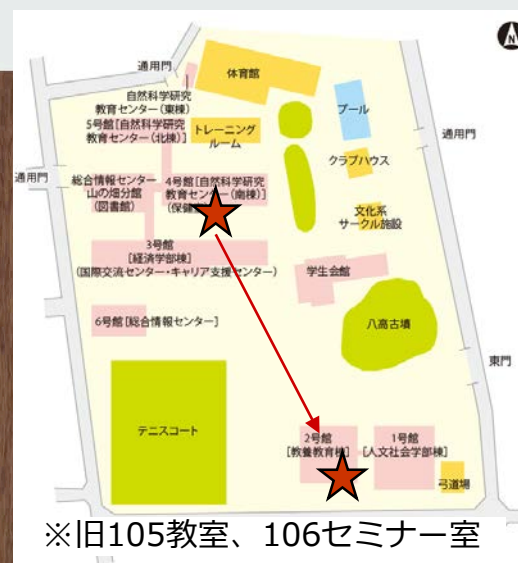 N
通用門
体育館
自然科学研究
教育センター(東棟)
プール
5号館[自然科学研究
教育センター(北棟)]
トレーニング
ルーム
通用門
クラブハウス
通用門
総合情報センター
山の畑分館
(図書館)
4号館[自然科学研究
教育センター(南棟)]
(保健
文化系
サークル施設
3号館
[経済学部棟]
(国際交流センター・キャリア支援センター)
学生会館
6号館[総合情報センター]
八高古墳
東門
テニスコート
2号館
[教養教育棟]
1号館
[人文社会学部棟]
弓道場
※旧105教室、106セミナー室